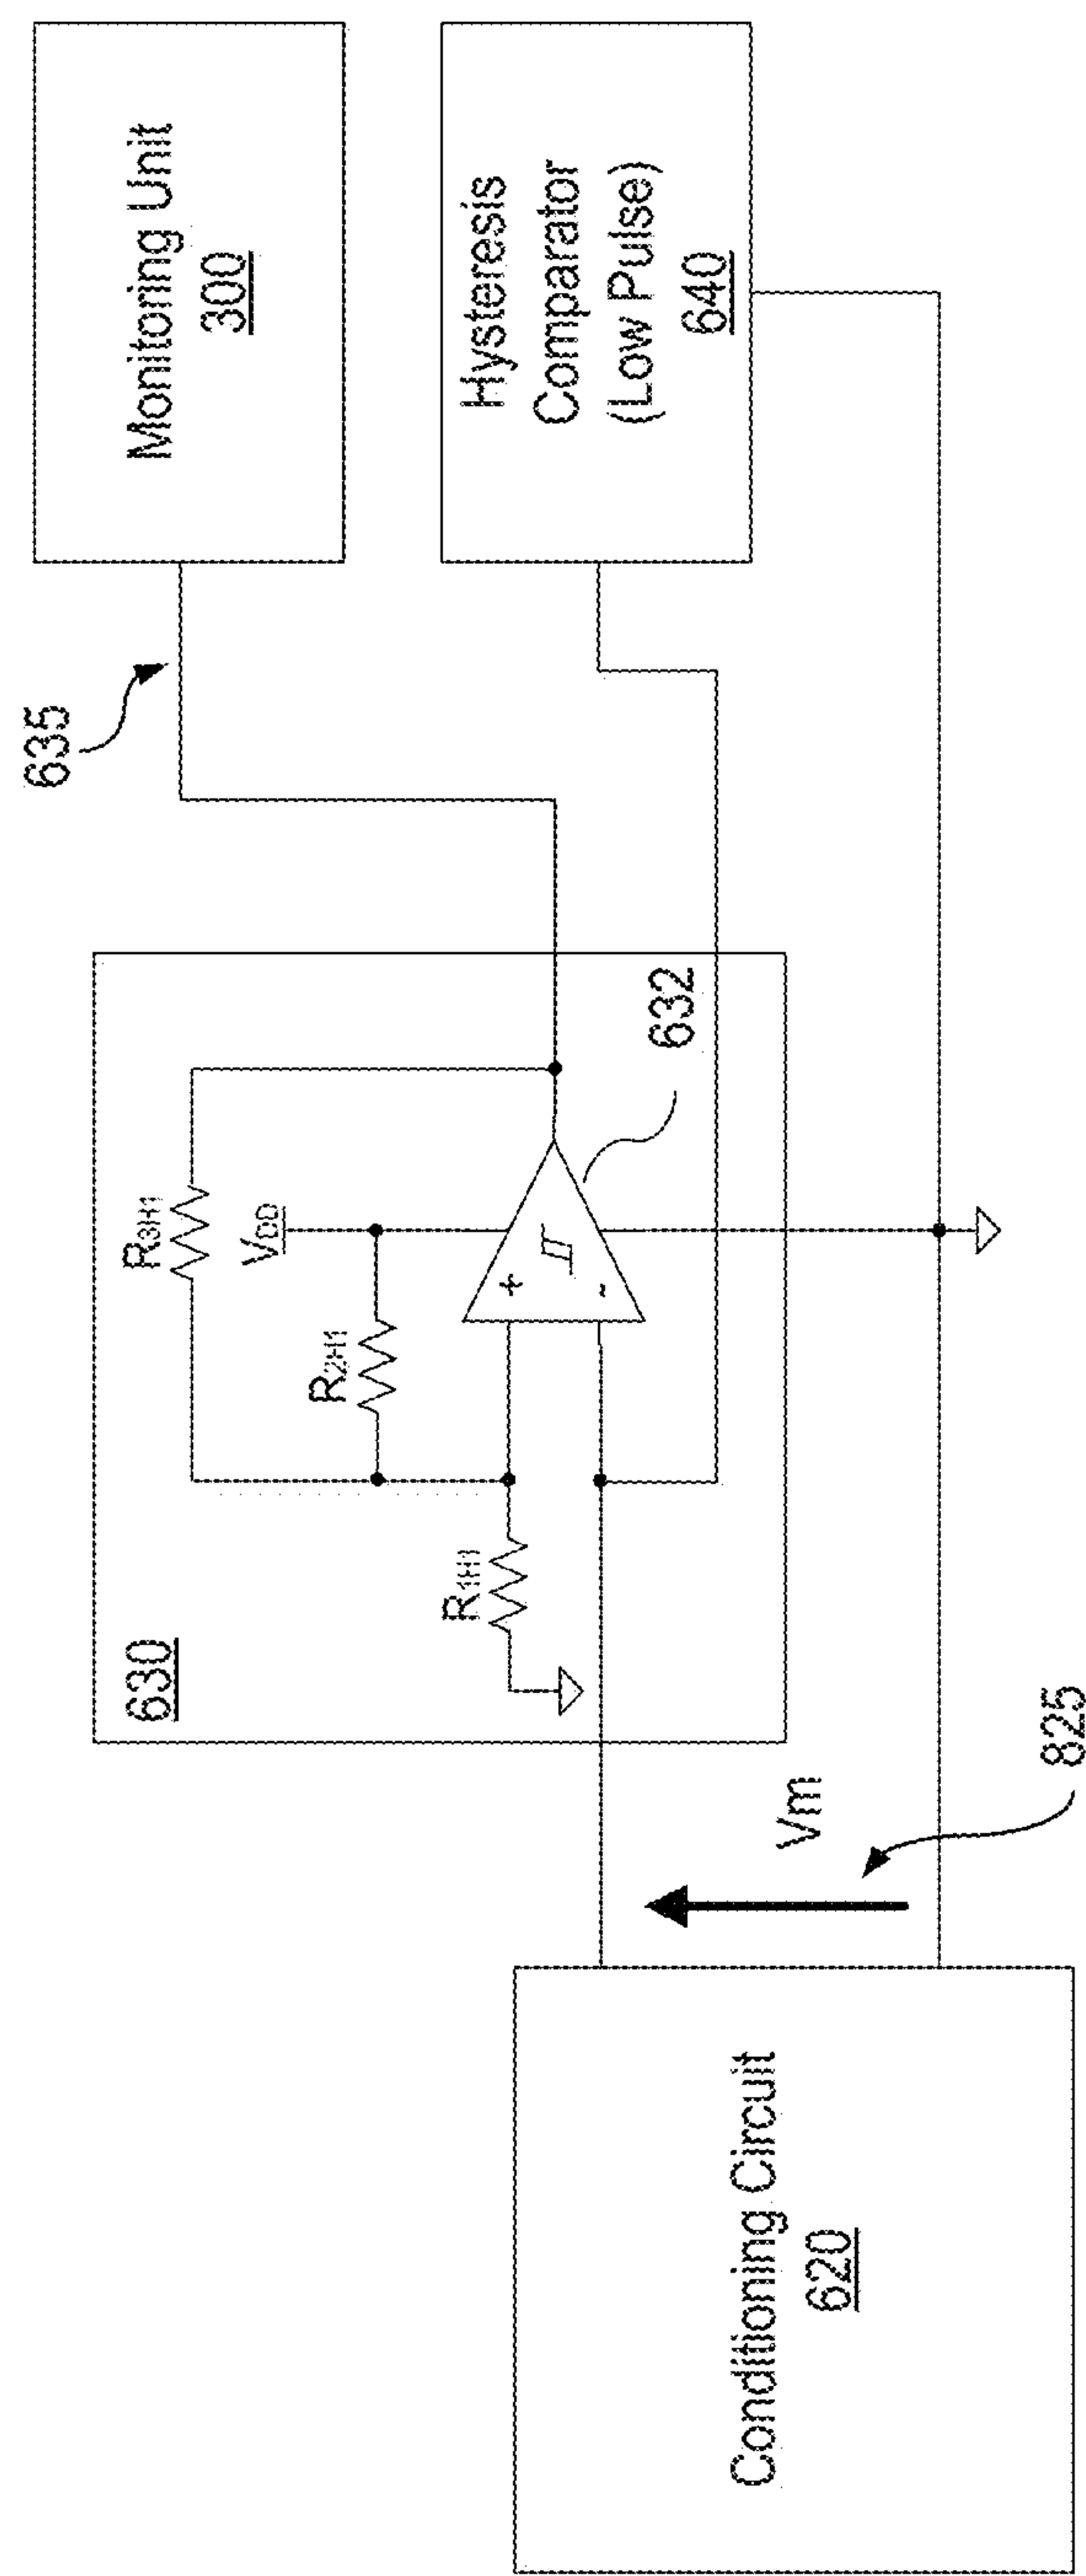 Monitoring Unit
300
Hysteresis
Comparator
(Low Pulse)
640
635
630
R3H1
VDD
R2H1
R1H1
+
-
632
Vm
825
Conditioning Circuit
620